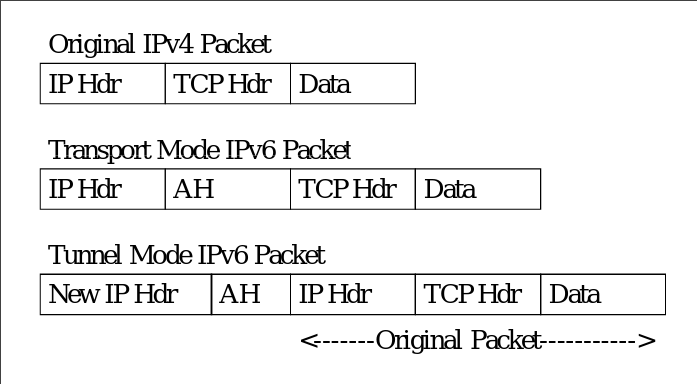 Original IPv4 Packet
IP Hdr TCP Hdr Data
Transport Mode IPv6 Packet
IP Hdr AH TCP Hdr Data
Tunnel Mode IPv6 Packet
New IP Hdr AH IP Hdr TCP Hdr Data
<-------Original Packet----------->